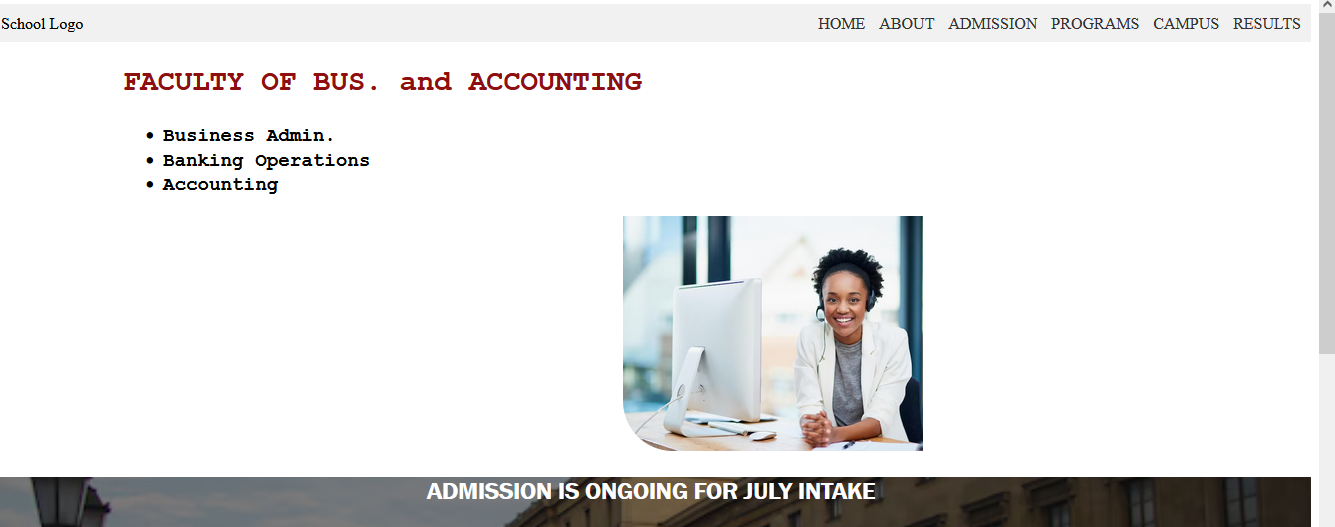 School Logo HOME ABOUT ADMISSION PROGRAMS CAMPUS RESULTS
FACULTY OF BUS. and ACCOUNTING
Business Admin.
Banking Operations
Accounting
ADMISSION IS ONGOING FOR JULY INTAKE